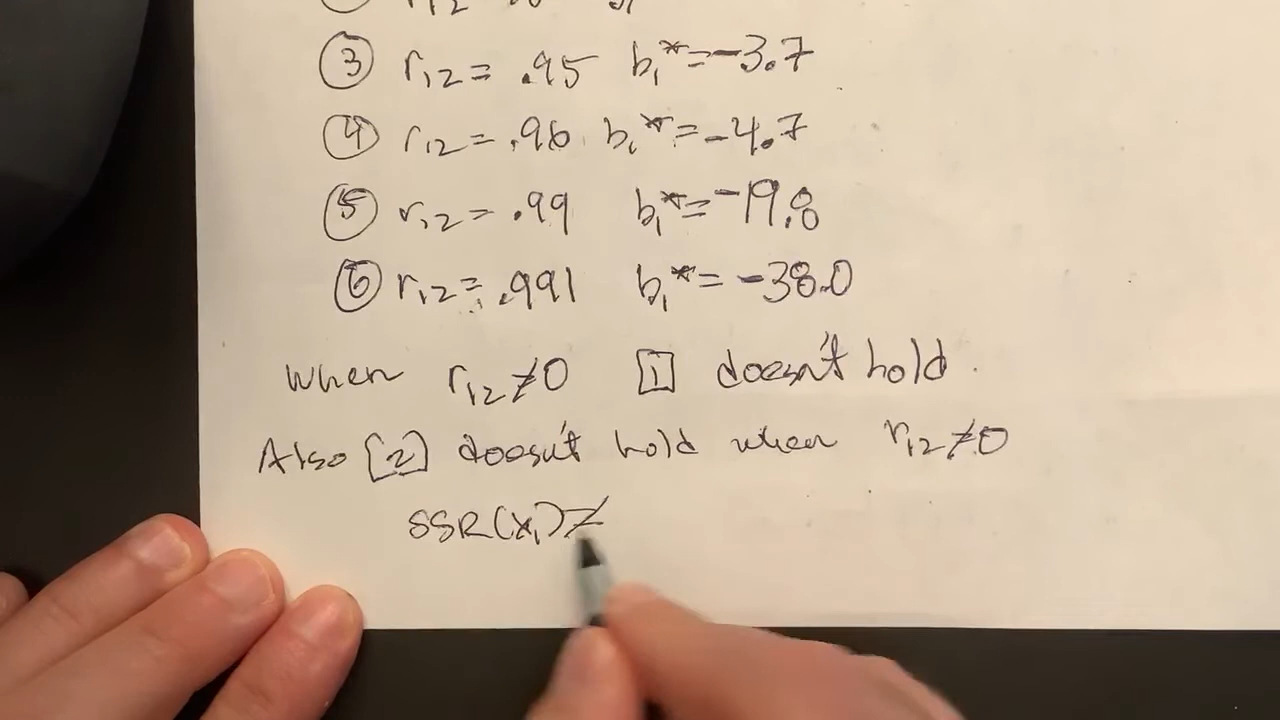 ③ r₁₂ = .95 b₁* = -3.7
④ r₁₂ = .96 b₁* = -4.7
⑤ r₁₂ = .99 b₁* = -19.8
⑥ r₁₂ = .991 b₁* = -38.0
When r₁₂ ≠ 0 [1] doesn't hold.
Also [2] doesn't hold when r₁₂ ≠ 0
SSR(x₁) ≠